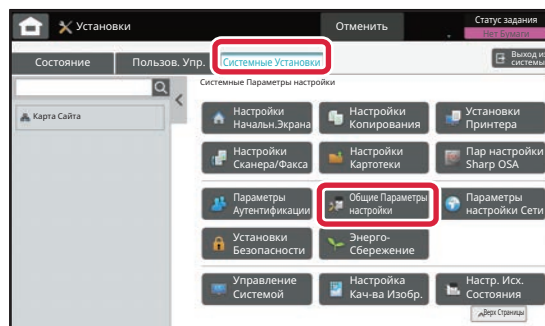 Установки
Отменить
Статус задания
Нет Бумаги
Состояние
Пользов. Упр.
Системные Установки
Выход из
системы
Системные Параметры настройки
Карта Сайта
Настройки
Начальн.Экрана
Настройки
Копирования
Установки
Принтера
Настройки
Сканера/Факса
Настройки
Картотеки
Пар настройки
Sharp OSA
Параметры
Аутентификации
Общие Параметры
настройки
Параметры
настройки Сети
Установки
Безопасности
Энерго-
Сбережение
Управление
Системой
Настройка
Кач-ва Изобр.
Настр. Исх.
Состояния
Верх Страницы